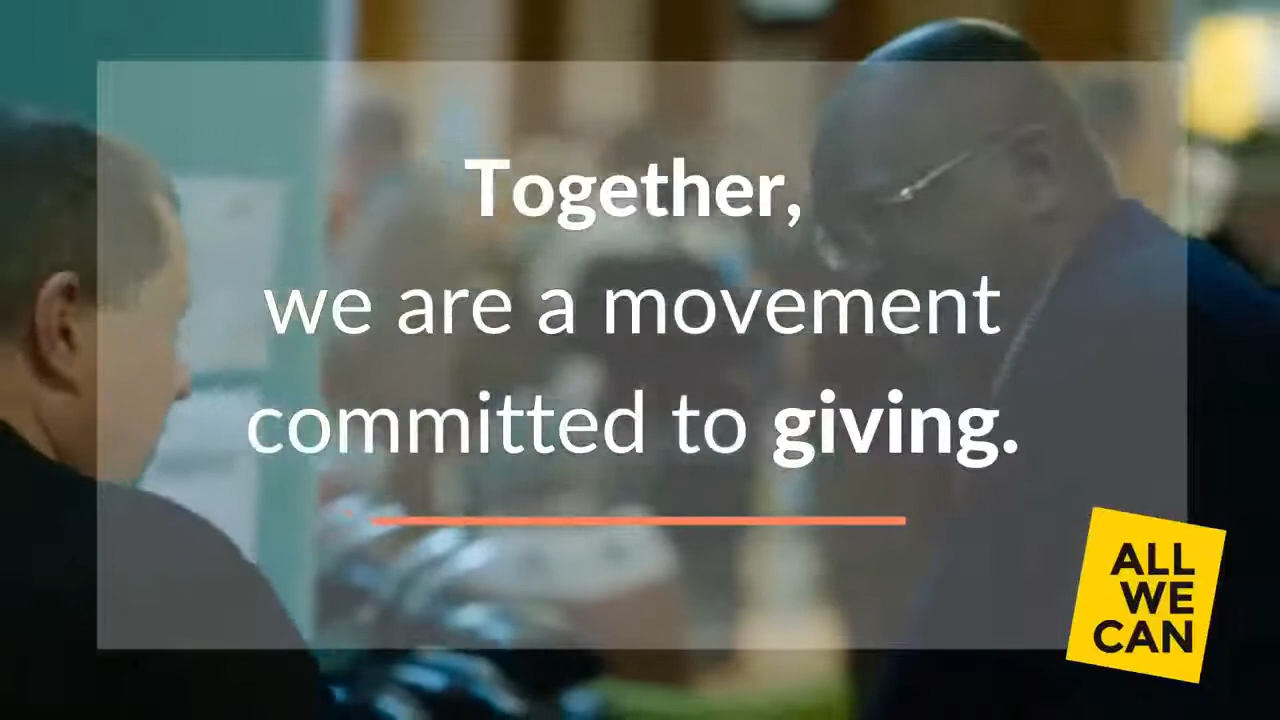 Together,
we are a movement
committed to giving.
ALL
WE
CAN